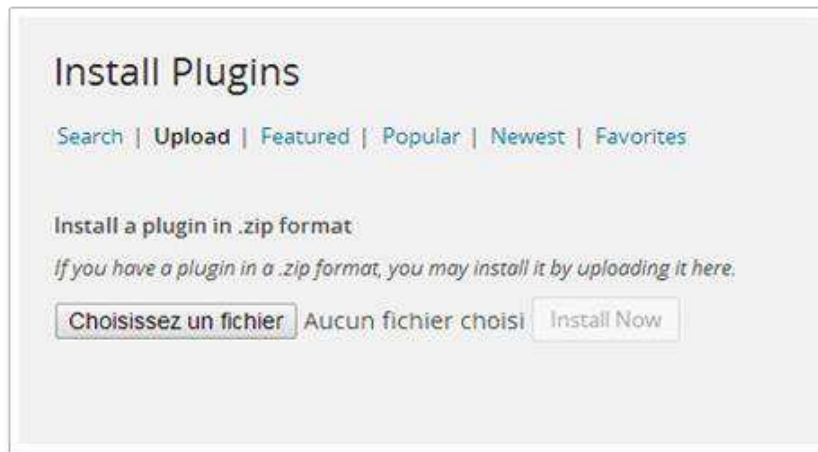 Install Plugins
Search | Upload | Featured | Popular | Newest | Favorites
Install a plugin in .zip format
If you have a plugin in a .zip format, you may install it by uploading it here.
Choisissez un fichier Aucun fichier choisi Install Now